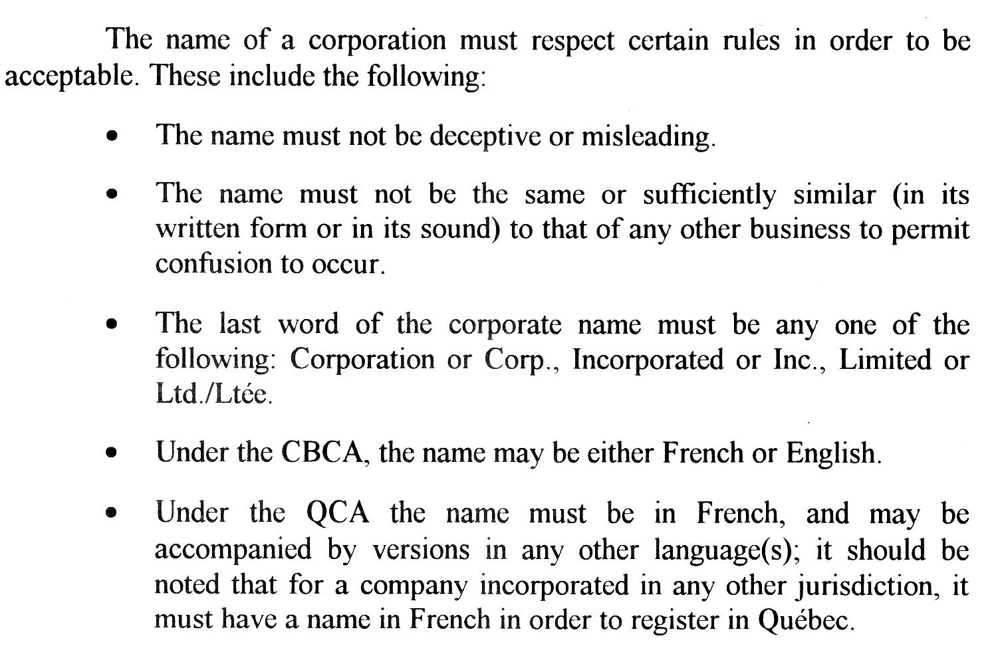 The name of a corporation must respect certain rules in order to be
acceptable. These include the following:
• The name must not be deceptive or misleading.
• The name must not be the same or sufficiently similar (in its
written form or in its sound) to that of any other business to permit
confusion to occur.
• The last word of the corporate name must be any one of the
following: Corporation or Corp., Incorporated or Inc., Limited or
Ltd./Ltée.
• Under the CBCA, the name may be either French or English.
• Under the QCA the name must be in French, and may be
accompanied by versions in any other language(s); it should be
noted that for a company incorporated in any other jurisdiction, it
must have a name in French in order to register in Québec.